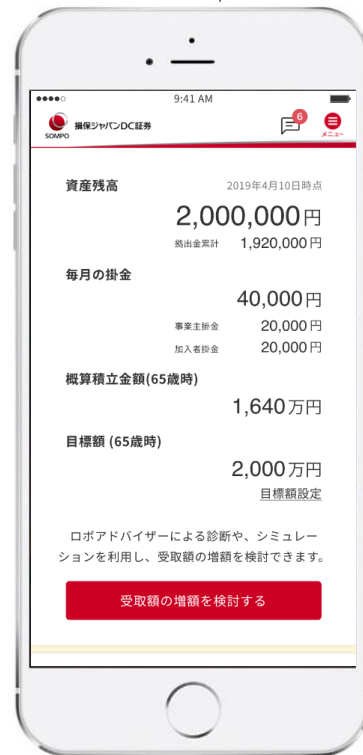 9:41 AM
SOMPO
損保ジャパンDC証券
6
メニュー
資産残高
2019年4月10日時点
2,000,000円
拠出金累計 1,920,000円
毎月の掛金
40,000円
事業主掛金 20,000円
加入者掛金 20,000円
概算積立金額(65歳時)
1,640万円
目標額 (65歳時)
2,000万円
目標額設定
ロボアドバイザーによる診断や、シミュレー
ションを利用し、受取額の増額を検討できます。
受取額の増額を検討する